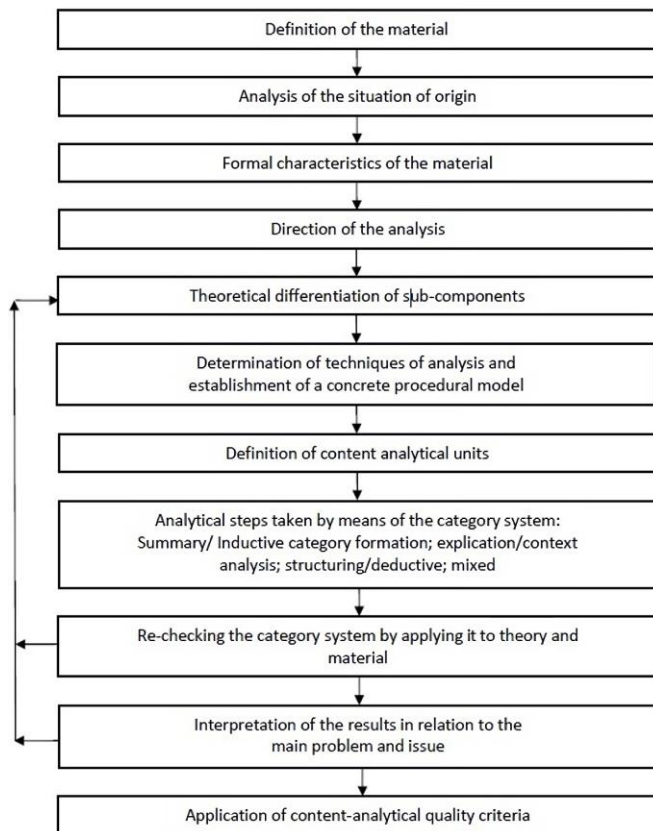 Definition of the material
Analysis of the situation of origin
Formal characteristics of the material
Direction of the analysis
Theoretical differentiation of sub-components
Determination of techniques of analysis and
establishment of a concrete procedural model
Definition of content analytical units
Analytical steps taken by means of the category system:
Summary/ Inductive category formation; explication/context
analysis; structuring/deductive; mixed
Re-checking the category system by applying it to theory and
material
Interpretation of the results in relation to the
main problem and issue
Application of content-analytical quality criteria